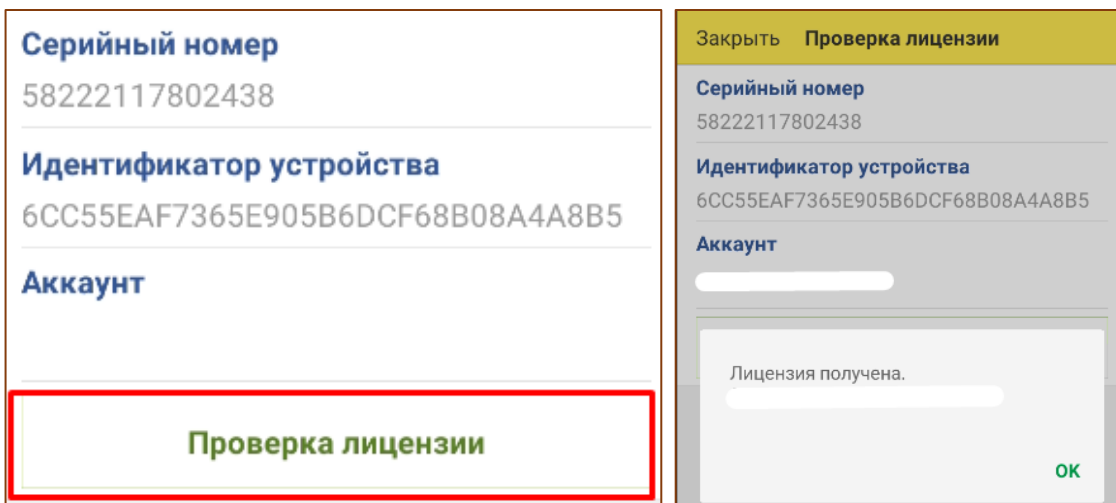 Серийный номер
58222117802438
Идентификатор устройства
6CC55EAF7365E905B6DCF68B08A4A8B5
Аккаунт
Проверка лицензии
Закрыть Проверка лицензии
Серийный номер
58222117802438
Идентификатор устройства
6CC55EAF7365E905B6DCF68B08A4A8B5
Аккаунт
Лицензия получена.
ОК